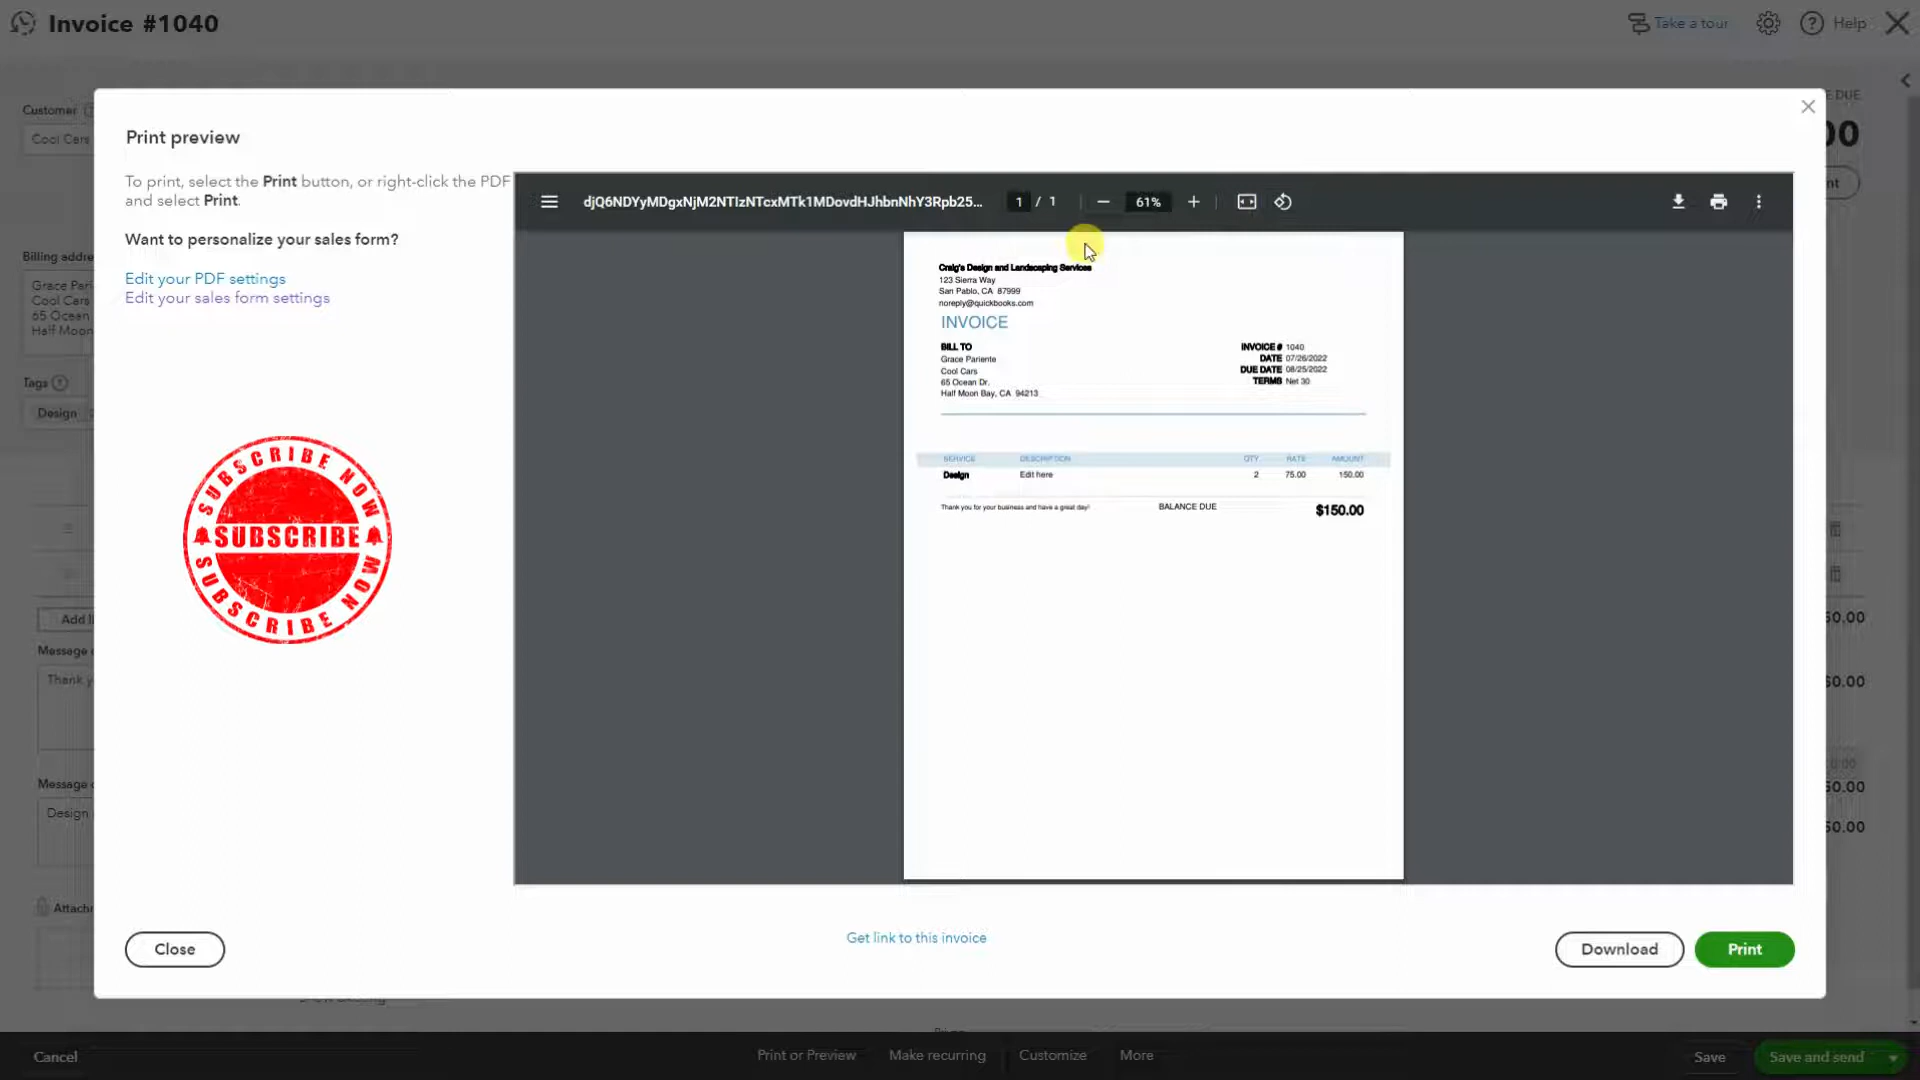 Invoice #1040
Take a tour
Help
Customer
Cool Cars
Billing addre
Grace Pari
Cool Cars
65 Ocean
Half Moon
Tags
Design
Add li
Message
Thank y
Message
Design
Attach
E DUE
Print preview
To print, select the Print button, or right-click the PDF
and select Print.
Want to personalize your sales form?
Edit your PDF settings
Edit your sales form settings
SUBSCRIBE NOW
SUBSCRIBE
SUBSCRIBE NOW
djQ6NDYyMDgxNjM2NTIzNTcxMTk1MDovdHJhbnNhY3Rpb25...
1 / 1
61%
Craig's Design and Landscaping Services
123 Sierra Way
San Pablo, CA 87999
noreply@quickbooks.com
INVOICE
BILL TO
Grace Pariente
Cool Cars
65 Ocean Dr.
Half Moon Bay, CA 94213
INVOICE # 1040
DATE 07/26/2022
DUE DATE 08/25/2022
TERMS Net 30
SERVICE DESCRIPTION QTY RATE AMOUNT
Design Edit here 2 75.00 150.00
Thank you for your business and have a great day! BALANCE DUE $150.00
Close
Get link to this invoice
Download
Print
Cancel
Print or Preview
Make recurring
Customize
More
Save
Save and send